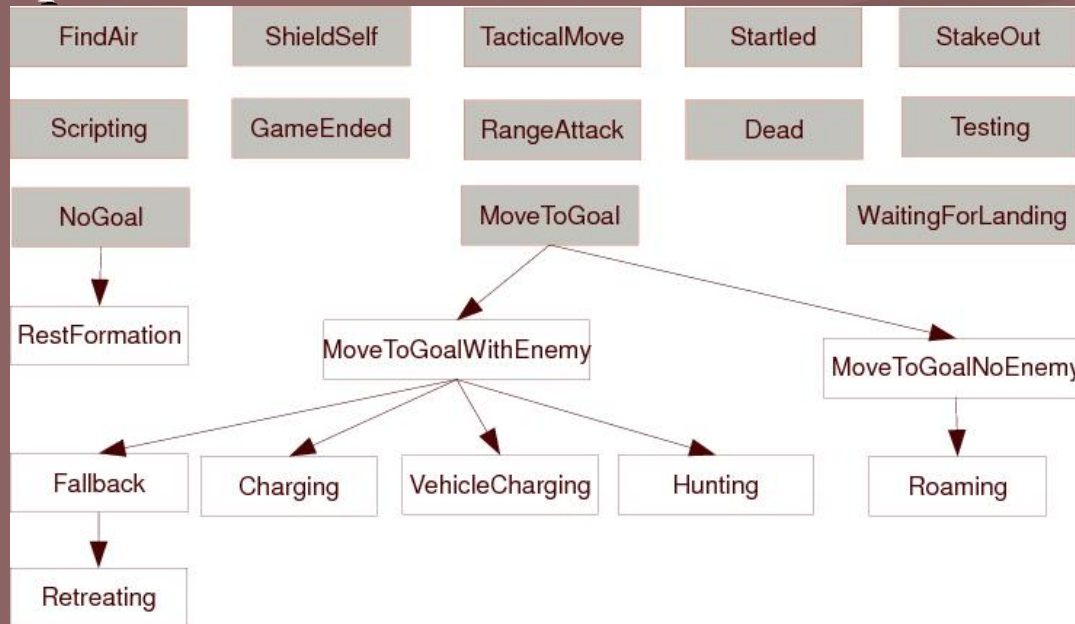 FindAir
ShieldSelf
TacticalMove
Startled
StakeOut
Scripting
GameEnded
RangeAttack
Dead
Testing
NoGoal
MoveToGoal
WaitingForLanding
RestFormation
MoveToGoalWithEnemy
MoveToGoalNoEnemy
Fallback
Charging
VehicleCharging
Hunting
Roaming
Retreating